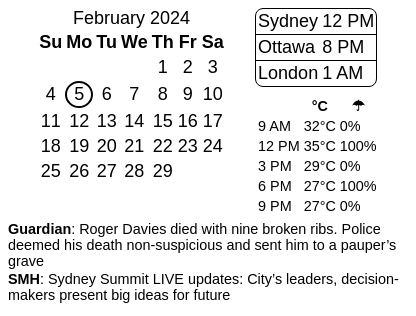 February 2024
Su Mo Tu We Th Fr Sa
1 2 3
4 5 6 7 8 9 10
11 12 13 14 15 16 17
18 19 20 21 22 23 24
25 26 27 28 29
Sydney 12 PM
Ottawa 8 PM
London 1 AM
°C ☂
9 AM 32°C 0%
12 PM 35°C 100%
3 PM 29°C 0%
6 PM 27°C 100%
9 PM 27°C 0%
Guardian: Roger Davies died with nine broken ribs. Police
deemed his death non-suspicious and sent him to a pauper’s
grave
SMH: Sydney Summit LIVE updates: City’s leaders, decision-
makers present big ideas for future